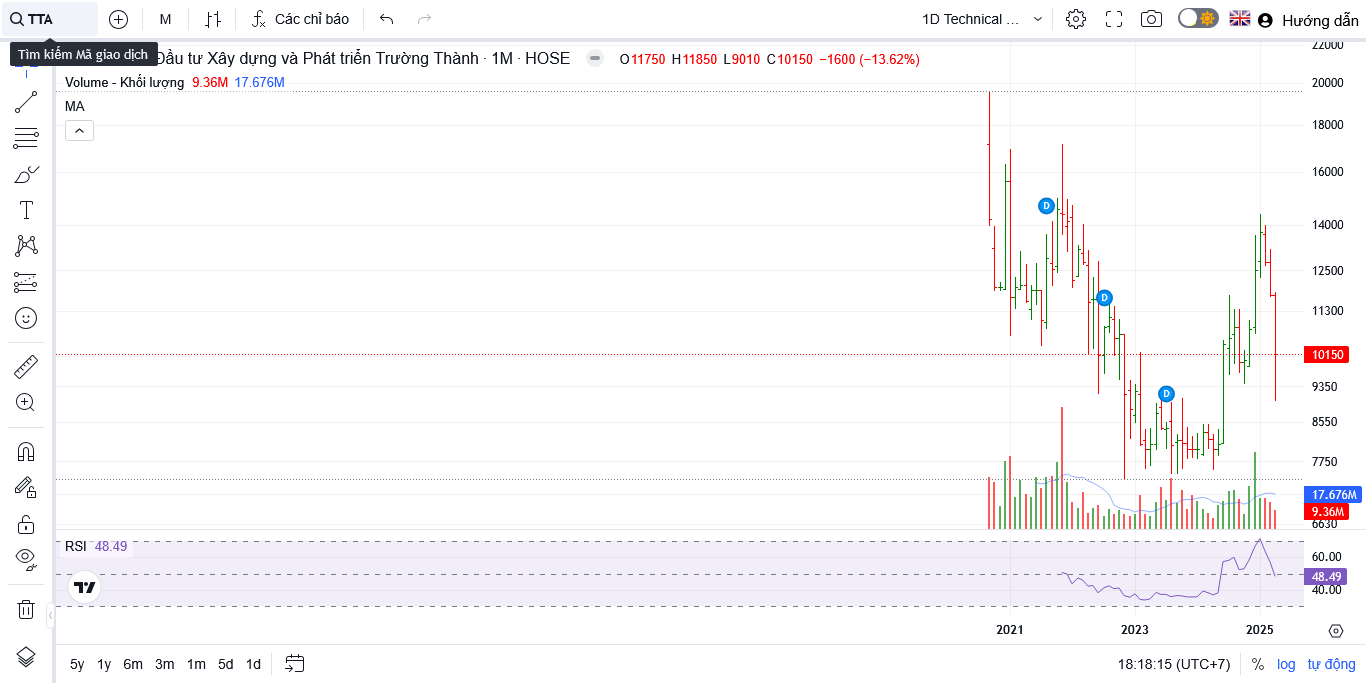 TTA
M
Các chỉ báo
1D Technical ...
Hướng dẫn
Tìm kiếm Mã giao dịch
Đầu tư Xây dựng và Phát triển Trường Thành · 1M · HOSE
O11750 H11850 L9010 C10150 −1600 (−13.62%)
Volume - Khối lượng 9.36M 17.676M
MA
22000
20000
18000
16000
14000
12500
11300
10150
9350
8550
7750
17.676M
9.36M
6630
D
D
D
RSI 48.49
60.00
48.49
40.00
2021 2023 2025
5y 1y 6m 3m 1m 5d 1d
18:18:15 (UTC+7) % log tự động